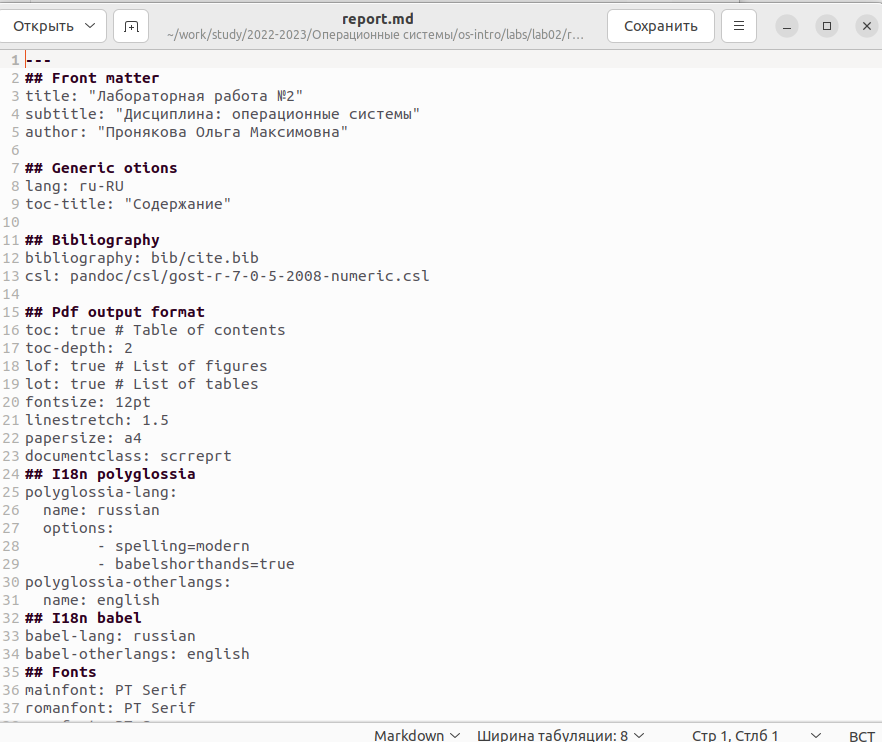 Открыть
report.md
~/work/study/2022-2023/Операционные системы/os-intro/labs/lab02/r…
Сохранить
1 ---
2 ## Front matter
3 title: "Лабораторная работа №2"
4 subtitle: "Дисциплина: операционные системы"
5 author: "Пронякова Ольга Максимовна"
6
7 ## Generic otions
8 lang: ru-RU
9 toc-title: "Содержание"
10
11 ## Bibliography
12 bibliography: bib/cite.bib
13 csl: pandoc/csl/gost-r-7-0-5-2008-numeric.csl
14
15 ## Pdf output format
16 toc: true # Table of contents
17 toc-depth: 2
18 lof: true # List of figures
19 lot: true # List of tables
20 fontsize: 12pt
21 linestretch: 1.5
22 papersize: a4
23 documentclass: scrreprt
24 ## I18n polyglossia
25 polyglossia-lang:
26   name: russian
27   options:
28         - spelling=modern
29         - babelshorthands=true
30 polyglossia-otherlangs:
31   name: english
32 ## I18n babel
33 babel-lang: russian
34 babel-otherlangs: english
35 ## Fonts
36 mainfont: PT Serif
37 romanfont: PT Serif
Markdown Ширина табуляции: 8 Стр 1, Стлб 1 ВСТ